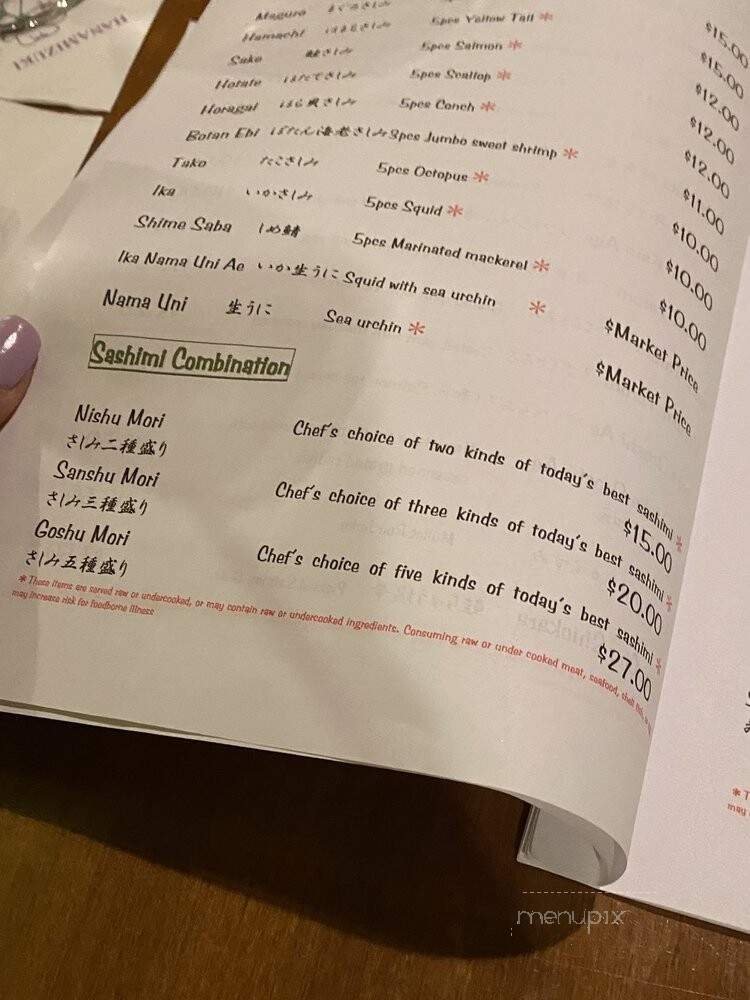 HANAMIZUKI
Maguro まぐろさしみ
Hamachi はまちさしみ 5pcs Yellow Tail * $15.00
Sake 鮭さしみ 5pcs Salmon * $15.00
Hotate ほたてさしみ 5pcs Scallop * $12.00
Horagai ほら貝さしみ 5pcs Conch * $12.00
Botan Ebi ぼたん海老さしみ 3pcs Jumbo sweet shrimp * $12.00
Tako たこさしみ 5pcs Octopus * $11.00
Ika いかさしみ 5pcs Squid * $10.00
Shime Saba しめ鯖 5pcs Marinated mackerel * $10.00
Ika Nama Uni Ae いか生うに Squid with sea urchin * $10.00
Nama Uni 生うに Sea urchin * $Market Price
$Market Price
Sashimi Combination
Nishu Mori Chef's choice of two kinds of today's best sashimi *
さしみ二種盛り $15.00
Sanshu Mori Chef's choice of three kinds of today's best sashimi *
さしみ三種盛り $20.00
Goshu Mori Chef's choice of five kinds of today's best sashimi *
さしみ五種盛り $27.00
* These items are served raw or undercooked, or may contain raw or undercooked ingredients. Consuming raw or under cooked meat, seafood, shell
may increase risk for foodborne illness
menupix